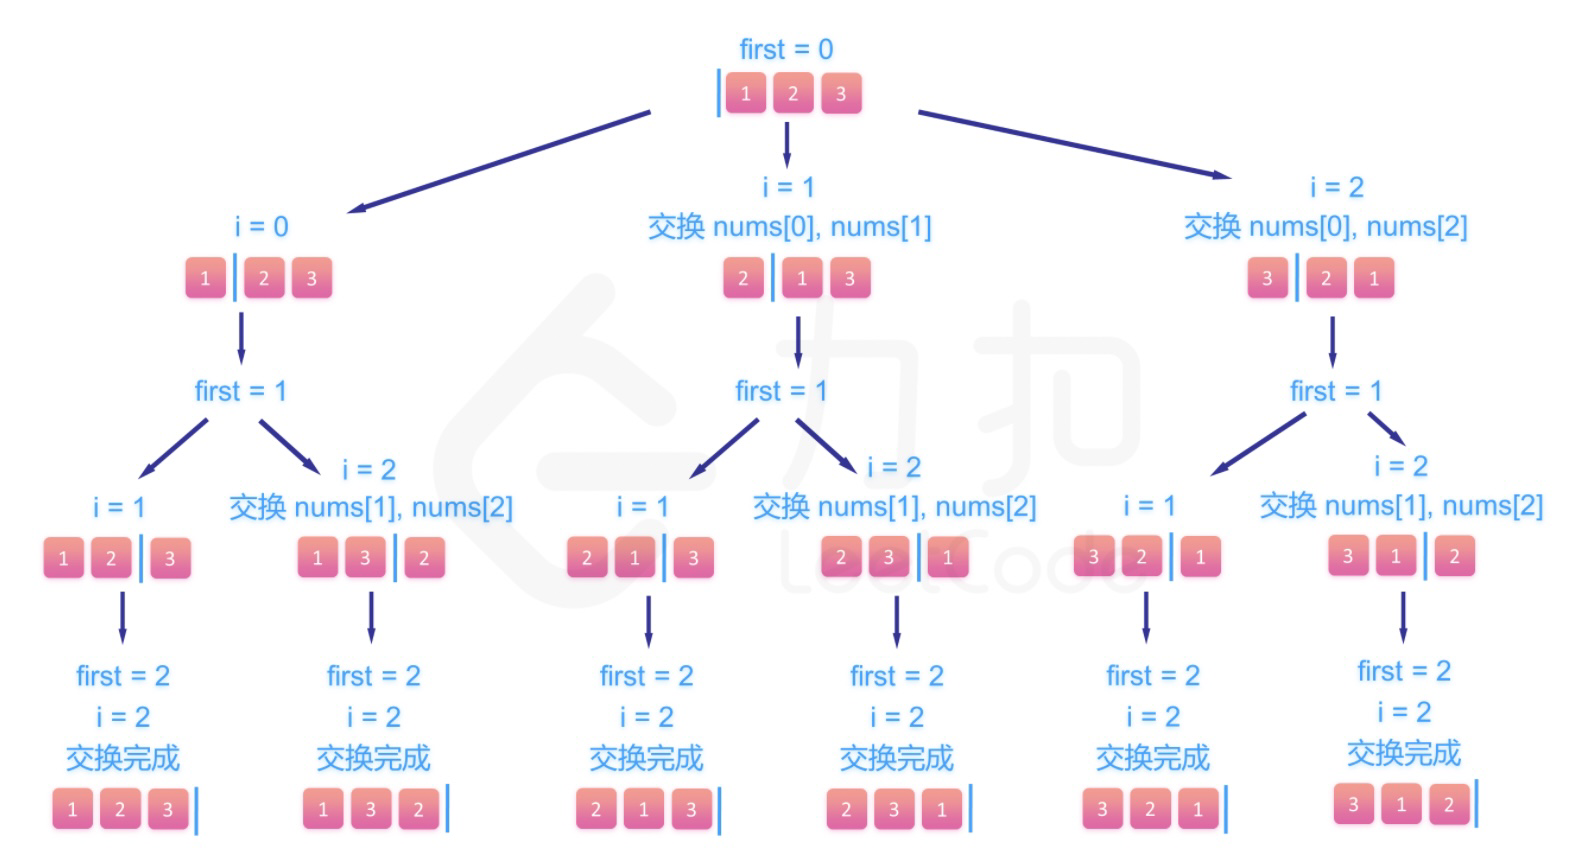 first = 0
1 2 3
i = 0
i = 1
交换 nums[0], nums[1]
i = 2
交换 nums[0], nums[2]
1 2 3
2 1 3
3 2 1
first = 1
first = 1
first = 1
i = 1
i = 2
交换 nums[1], nums[2]
i = 1
i = 2
交换 nums[1], nums[2]
i = 1
i = 2
交换 nums[1], nums[2]
1 2 3
1 3 2
2 1 3
2 3 1
3 2 1
3 1 2
first = 2
i = 2
交换完成
1 2 3
first = 2
i = 2
交换完成
1 3 2
first = 2
i = 2
交换完成
2 1 3
first = 2
i = 2
交换完成
2 3 1
first = 2
i = 2
交换完成
3 2 1
first = 2
i = 2
交换完成
3 1 2
力扣
LeetCode